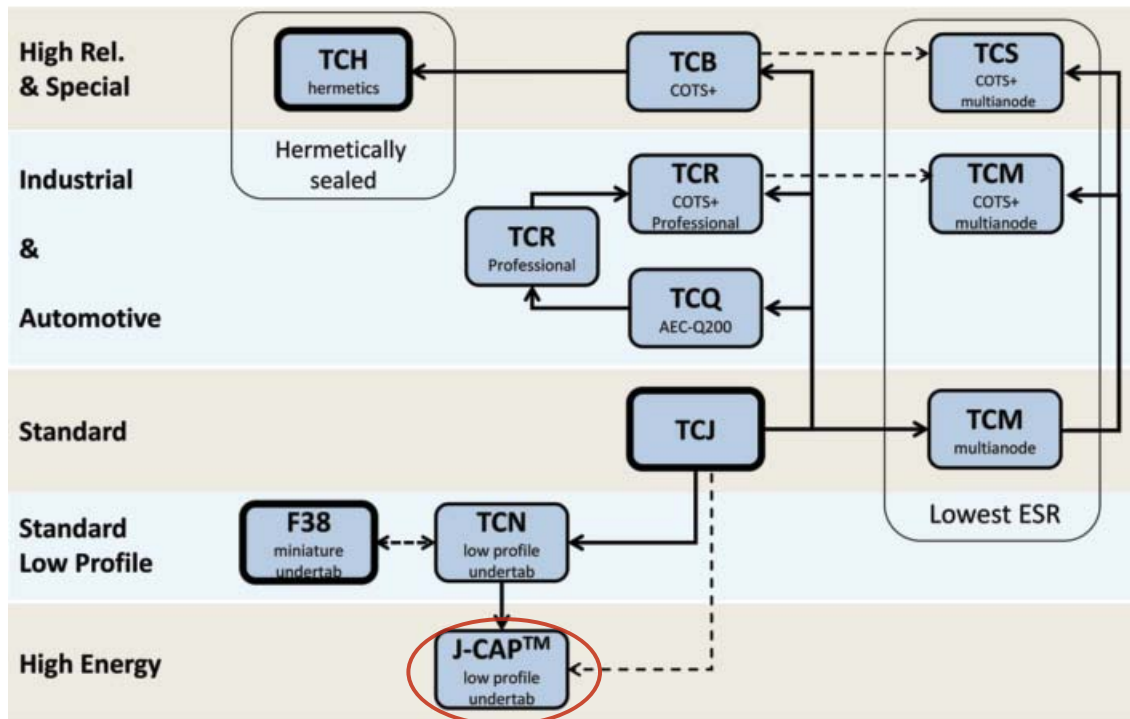 High Rel.
& Special
TCH
hermetics
Hermetically
sealed
TCB
COTS+
TCS
COTS+
multianode
Industrial
&
Automotive
TCR
COTS+
Professional
TCM
COTS+
multianode
TCR
Professional
TCQ
AEC-Q200
Standard
TCJ
TCM
multianode
Lowest ESR
Standard
Low Profile
F38
miniature
undertab
TCN
low profile
undertab
High Energy
J-CAP™
low profile
undertab